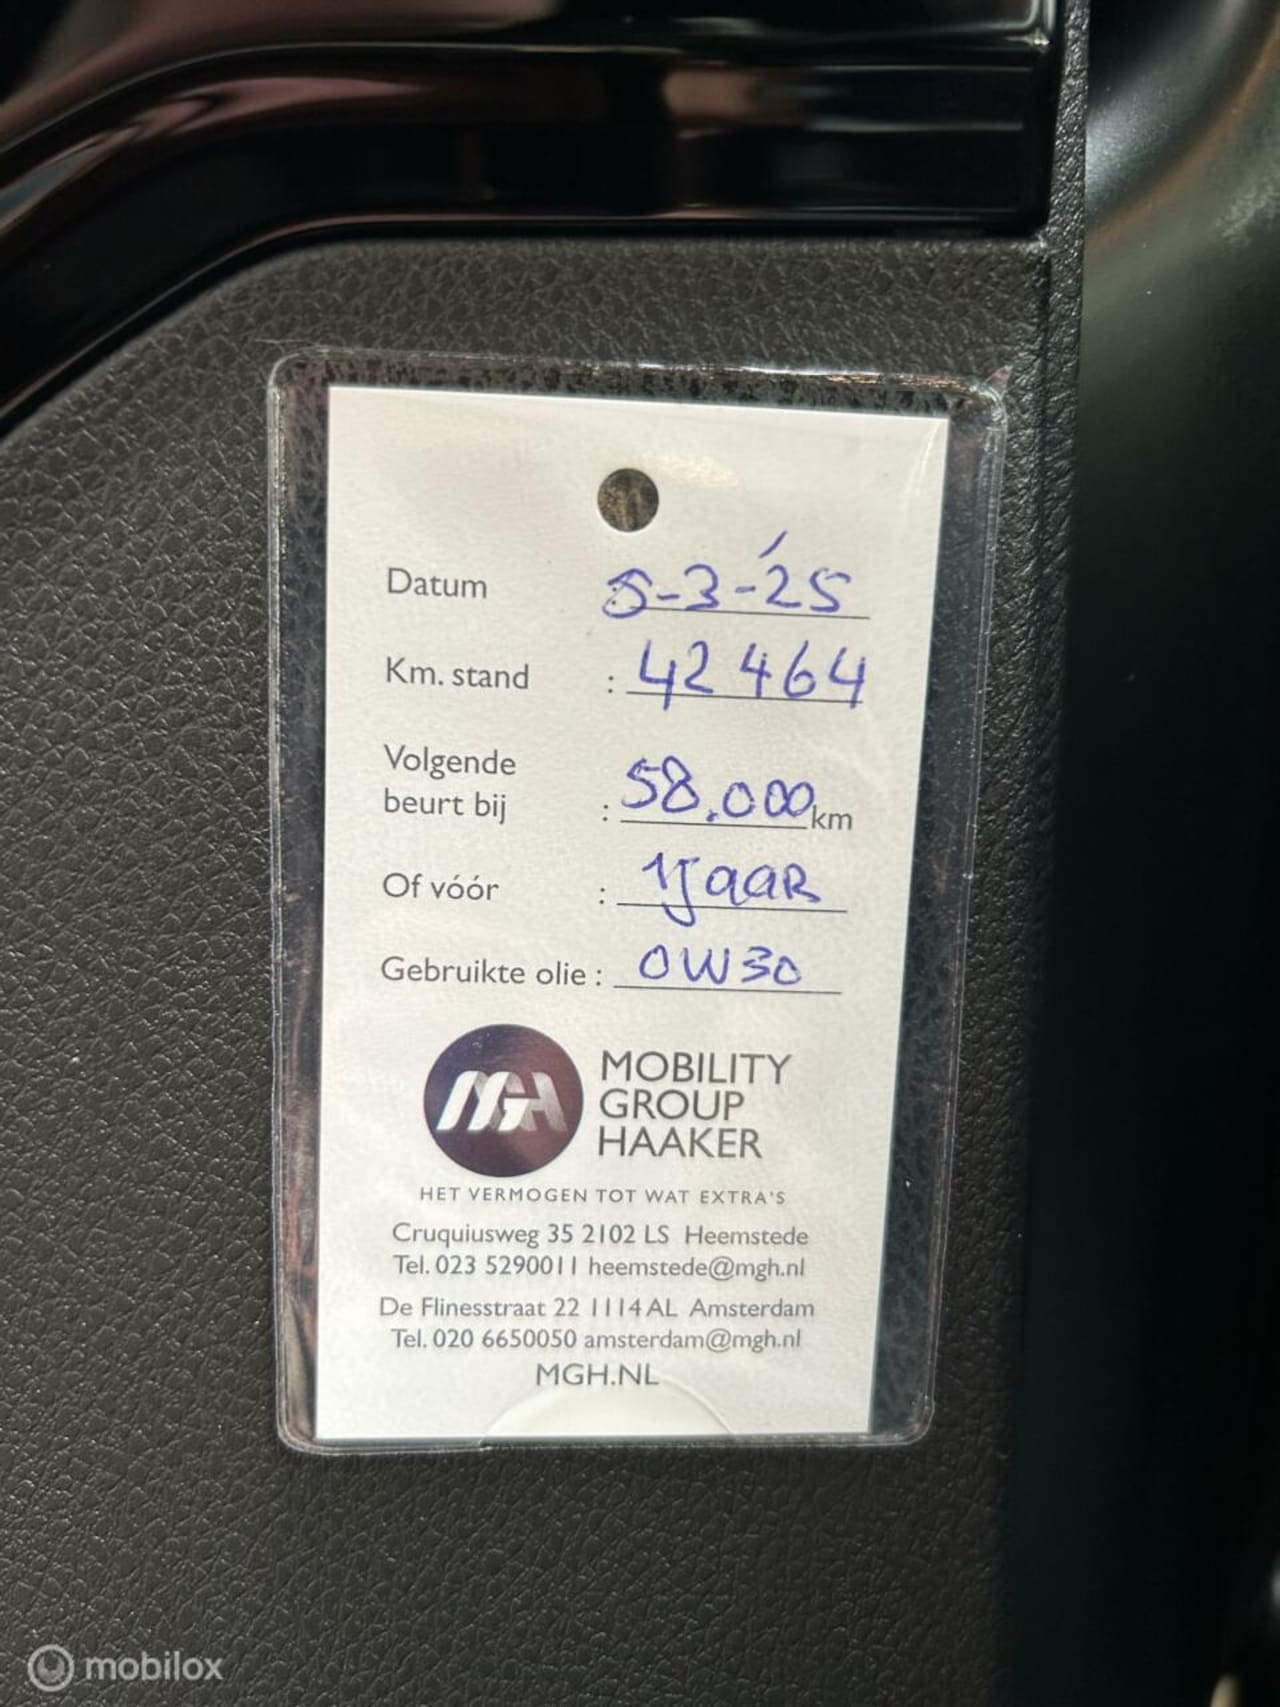 Datum 5-3-'25
Km. stand : 42 464
Volgende
beurt bij : 58.000 km
Of vóór : 1 jaaR
Gebruikte olie : 0W30
MGH
MOBILITY
GROUP
HAAKER
HET VERMOGEN TOT WAT EXTRA'S
Cruquiusweg 35 2102 LS Heemstede
Tel. 023 5290011 heemstede@mgh.nl
De Flinesstraat 22 1114 AL Amsterdam
Tel. 020 6650050 amsterdam@mgh.nl
MGH.NL
mobilox